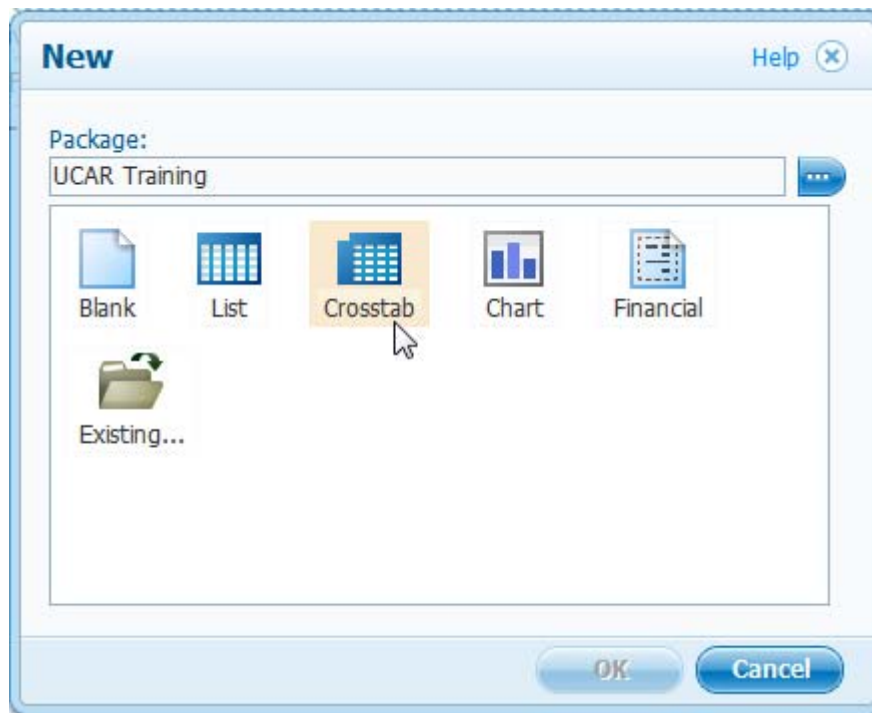 New Help
Package:
UCAR Training
Blank List Crosstab Chart Financial
Existing...
OK Cancel